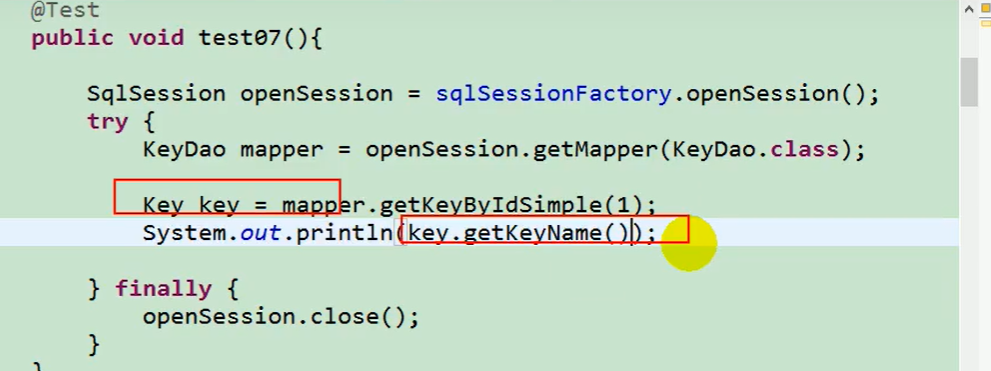 @Test
public void test07(){
SqlSession openSession = sqlSessionFactory.openSession();
try {
KeyDao mapper = openSession.getMapper(KeyDao.class);
Key key = mapper.getKeyByIdSimple(1);
System.out.println(key.getKeyName());
} finally {
openSession.close();
}
}